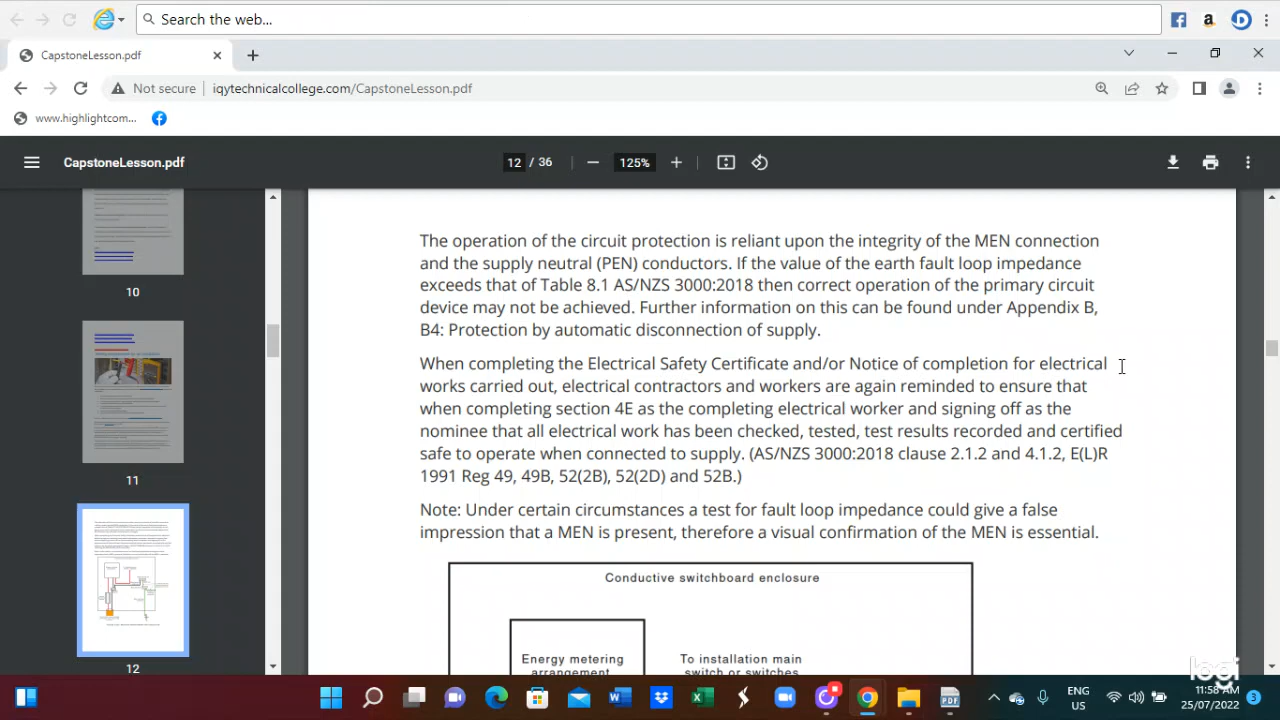 Search the web...
CapstoneLesson.pdf
Not secure iqytechnicalcollege.com/CapstoneLesson.pdf
www.highlightcom...
CapstoneLesson.pdf 12 / 36 125%
10
11
12
The operation of the circuit protection is reliant upon the integrity of the MEN connection
and the supply neutral (PEN) conductors. If the value of the earth fault loop impedance
exceeds that of Table 8.1 AS/NZS 3000:2018 then correct operation of the primary circuit
device may not be achieved. Further information on this can be found under Appendix B,
B4: Protection by automatic disconnection of supply.
When completing the Electrical Safety Certificate and/or Notice of completion for electrical
works carried out, electrical contractors and workers are again reminded to ensure that
when completing section 4E as the completing electrical worker and signing off as the
nominee that all electrical work has been checked, tested, test results recorded and certified
safe to operate when connected to supply. (AS/NZS 3000:2018 clause 2.1.2 and 4.1.2, E(L)R
1991 Reg 49, 49B, 52(2B), 52(2D) and 52B.)
Note: Under certain circumstances a test for fault loop impedance could give a false
impression that a MEN is present, therefore a visual confirmation of the MEN is essential.
Conductive switchboard enclosure
Energy metering
arrangement
To installation main
switch or switches
logi
ENG
US
11:58 AM
25/07/2022
3